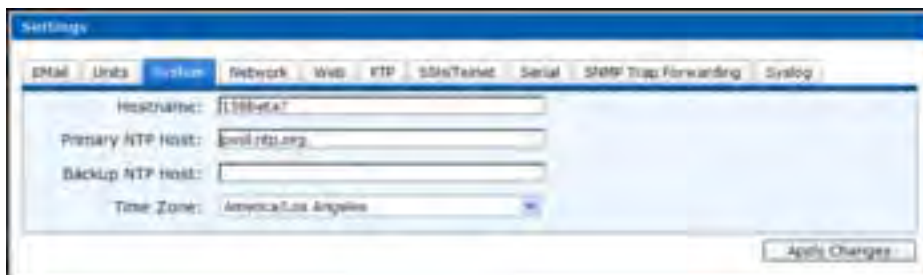 Settings
EMail Units System Network Web FTP SSH/Telnet Serial SNMP Trap Forwarding Syslog
Hostname:
Primary NTP Host: pool.ntp.org
Backup NTP Host:
Time Zone: America/Los Angeles
Apply Changes